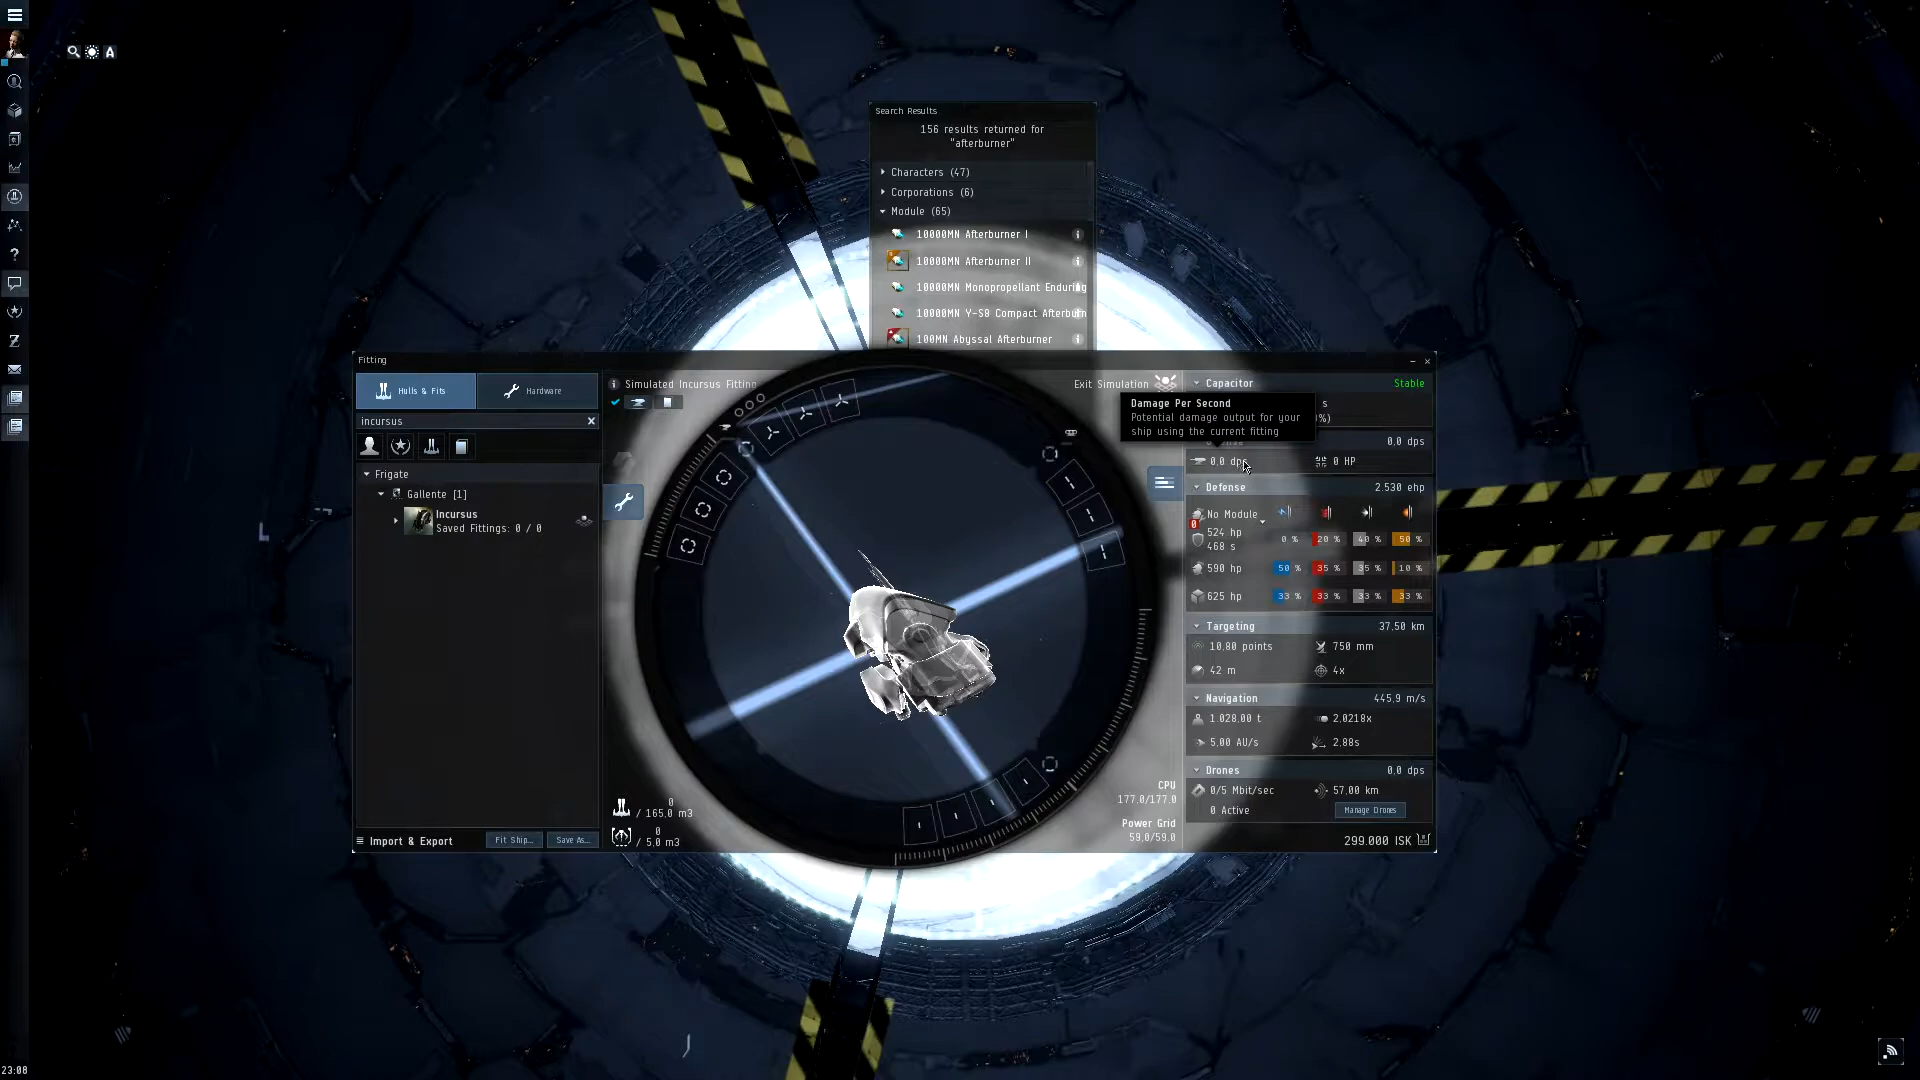 A
Search Results
156 results returned for
"afterburner"
Characters (47)
Corporations (6)
Module (65)
10000MN Afterburner I
10000MN Afterburner II
10000MN Monopropellant Enduring
10000MN Y-S8 Compact Afterburn
100MN Abyssal Afterburner
Fitting
Hulls & Fits
Hardware
incursus
Frigate
Gallente [1]
Incursus
Saved Fittings: 0 / 0
Import & Export
Fit Ship...
Save As...
Simulated Incursus Fitting
Exit Simulation
0
/ 165,0 m3
0
/ 5,0 m3
CPU
177.0/177.0
Power Grid
59.0/59.0
Capacitor
Stable
s
Damage Per Second
Potential damage output for your
ship using the current fitting
0,0 dps
0,0 dps
0 HP
Defense
2.530 ehp
No Module
0
524 hp
468 s
0 %
20 %
40 %
50 %
590 hp
50 %
35 %
35 %
10 %
625 hp
33 %
33 %
33 %
33 %
Targeting
37,50 km
10,80 points
750 mm
42 m
4x
Navigation
445,9 m/s
1.028,00 t
2,0218x
5,00 AU/s
2,88s
Drones
0,0 dps
0/5 Mbit/sec
57,00 km
0 Active
Manage Drones
299.000 ISK
23:08